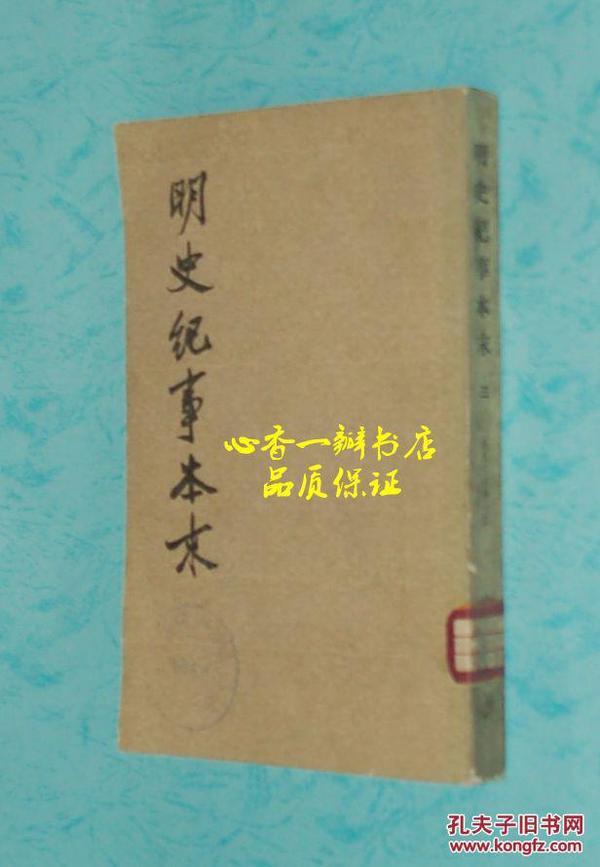 明史纪事本末
明史纪事本末 三
心香一瓣书店
品质保证
孔夫子旧书网
www.kongfz.com